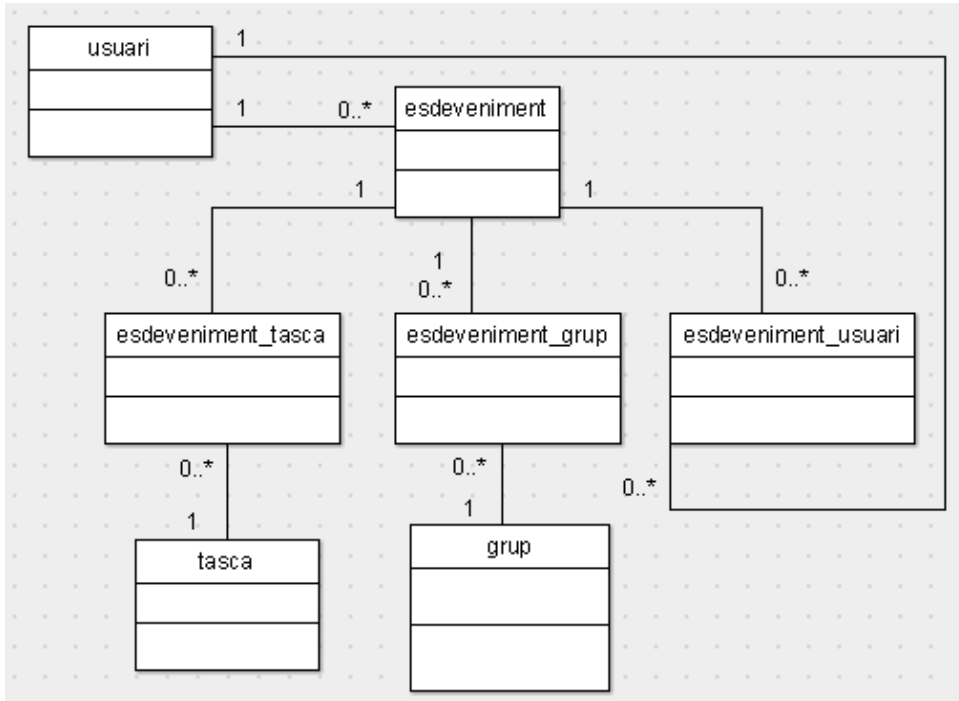 usuari
1
1
0..*
esdeveniment
1
1
1
0..*
0..*
0..*
esdeveniment_tasca
esdeveniment_grup
esdeveniment_usuari
0..*
0..*
0..*
1
1
tasca
grup